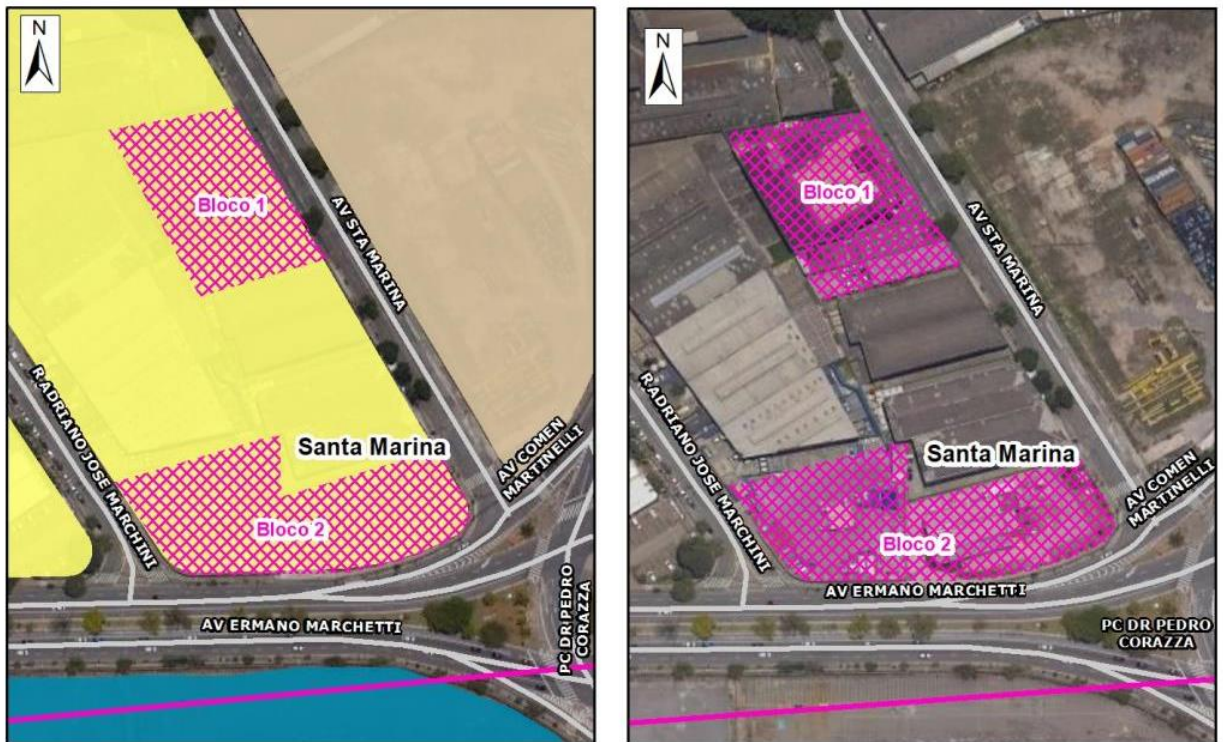 N
Bloco 1
AV STA MARINA
R ADRIANO JOSE MARCHINI
Santa Marina
AV COMEN
MARTINELLI
Bloco 2
AV ERMANO MARCHETTI
PC DR PEDRO
CORAZZA
N
Bloco 1
AV STA MARINA
R ADRIANO JOSE MARCHINI
Santa Marina
AV COMEN
MARTINELLI
Bloco 2
AV ERMANO MARCHETTI
PC DR PEDRO
CORAZZA